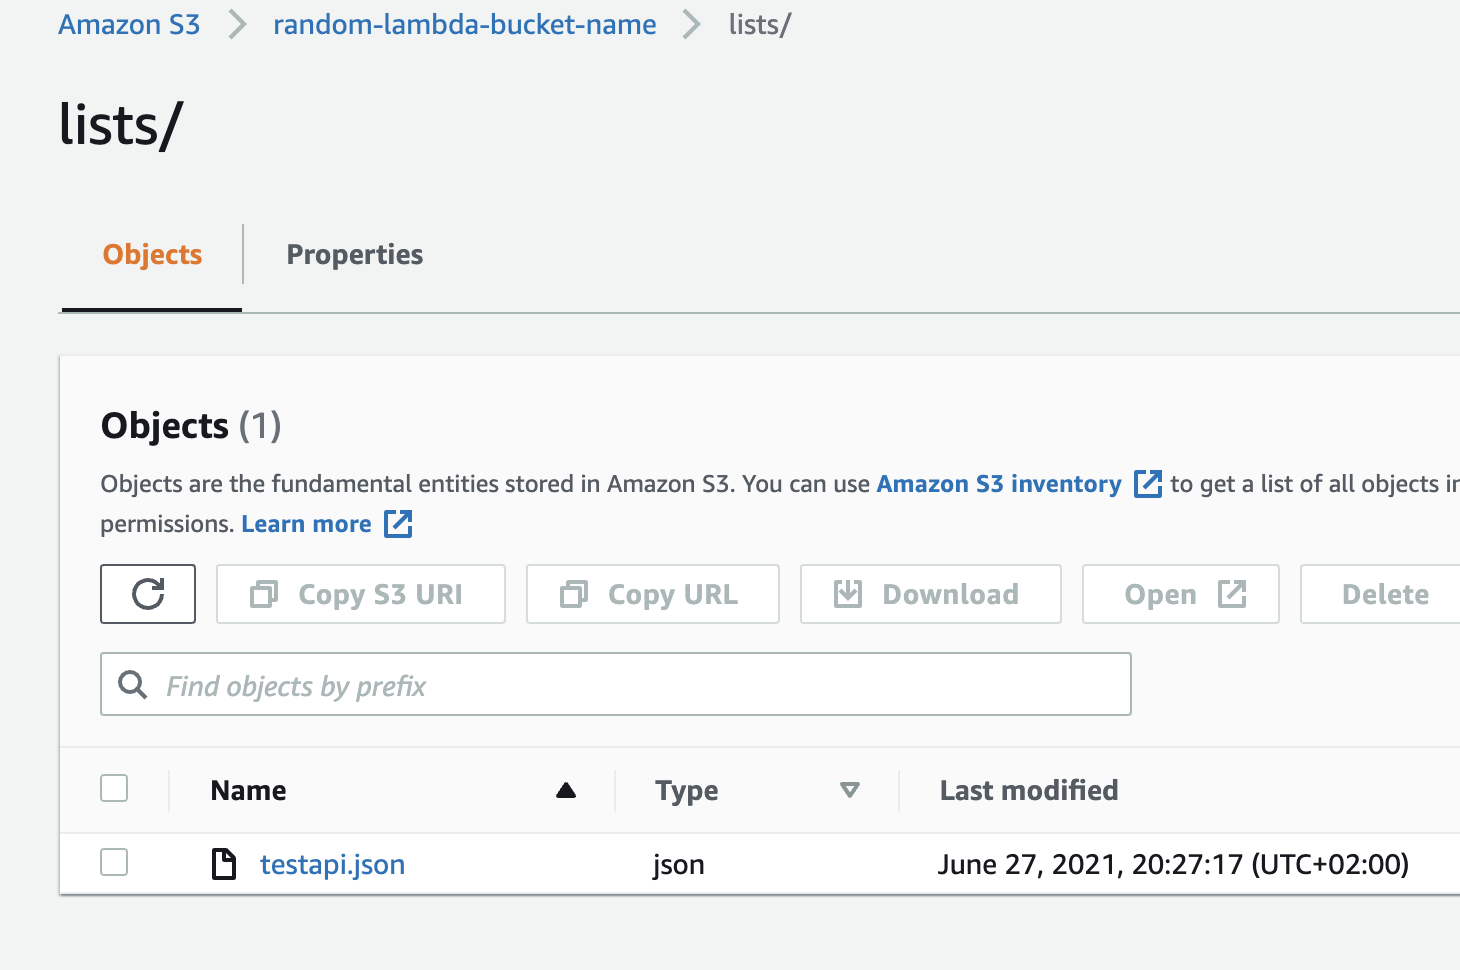 Amazon S3 > random-lambda-bucket-name > lists/
lists/
Objects Properties
Objects (1)
Objects are the fundamental entities stored in Amazon S3. You can use Amazon S3 inventory to get a list of all objects in
permissions. Learn more
Copy S3 URI Copy URL Download Open Delete
Find objects by prefix
Name Type Last modified
testapi.json json June 27, 2021, 20:27:17 (UTC+02:00)